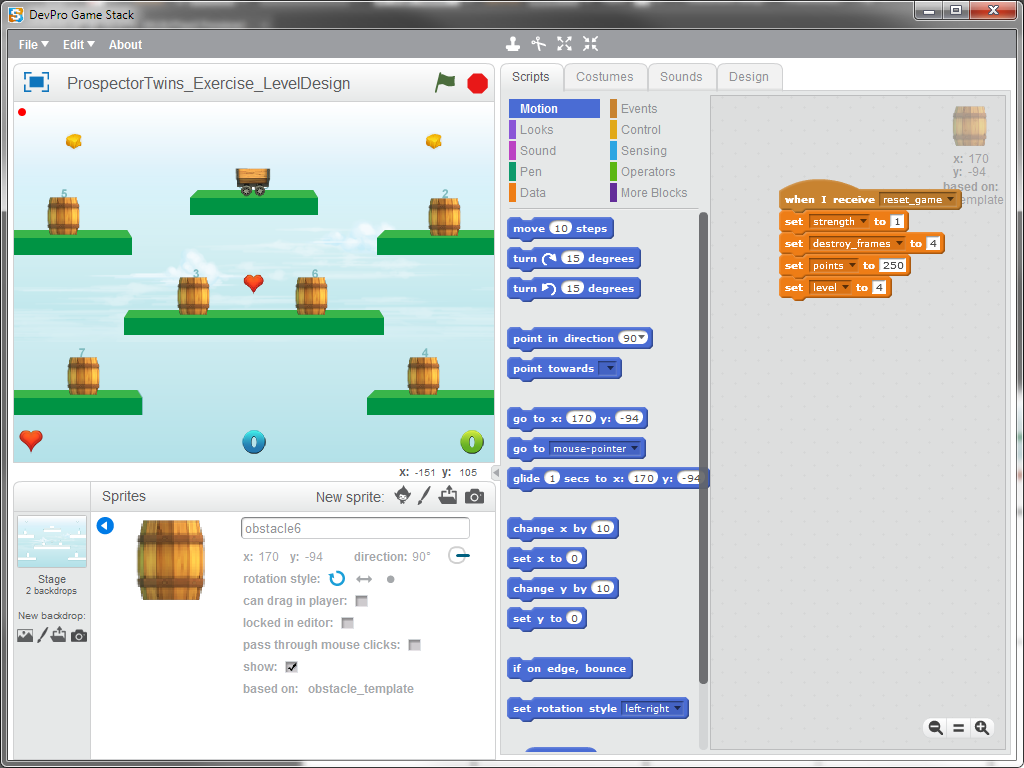 DevPro Game Stack
File Edit About
ProspectorTwins_Exercise_LevelDesign
5
2
3
6
7
4
0
0
x: -151 y: 105
Sprites
New sprite:
Stage
2 backdrops
New backdrop:
obstacle6
x: 170 y: -94 direction: 90°
rotation style:
can drag in player:
locked in editor:
pass through mouse clicks:
show:
based on: obstacle_template
Scripts Costumes Sounds Design
Motion Events
Looks Control
Sound Sensing
Pen Operators
Data More Blocks
move 10 steps
turn 15 degrees
turn 15 degrees
point in direction 90
point towards
go to x: 170 y: -94
go to mouse-pointer
glide 1 secs to x: 170 y: -94
change x by 10
set x to 0
change y by 10
set y to 0
if on edge, bounce
set rotation style left-right
x: 170
y: -94
based on:
template
when I receive reset_game
set strength to 1
set destroy_frames to 4
set points to 250
set level to 4